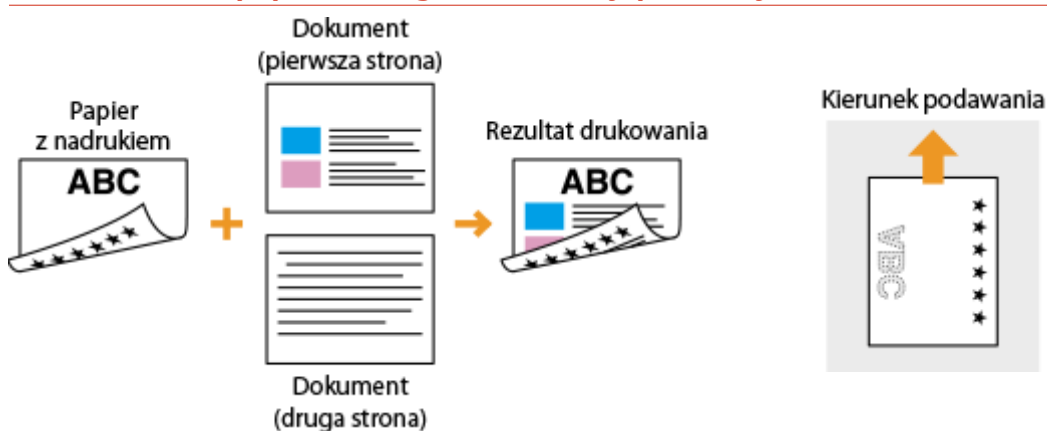 Dokument
(pierwsza strona)
Papier
z nadrukiem
ABC
Rezultat drukowania
ABC
Kierunek podawania
ABC
Dokument
(druga strona)